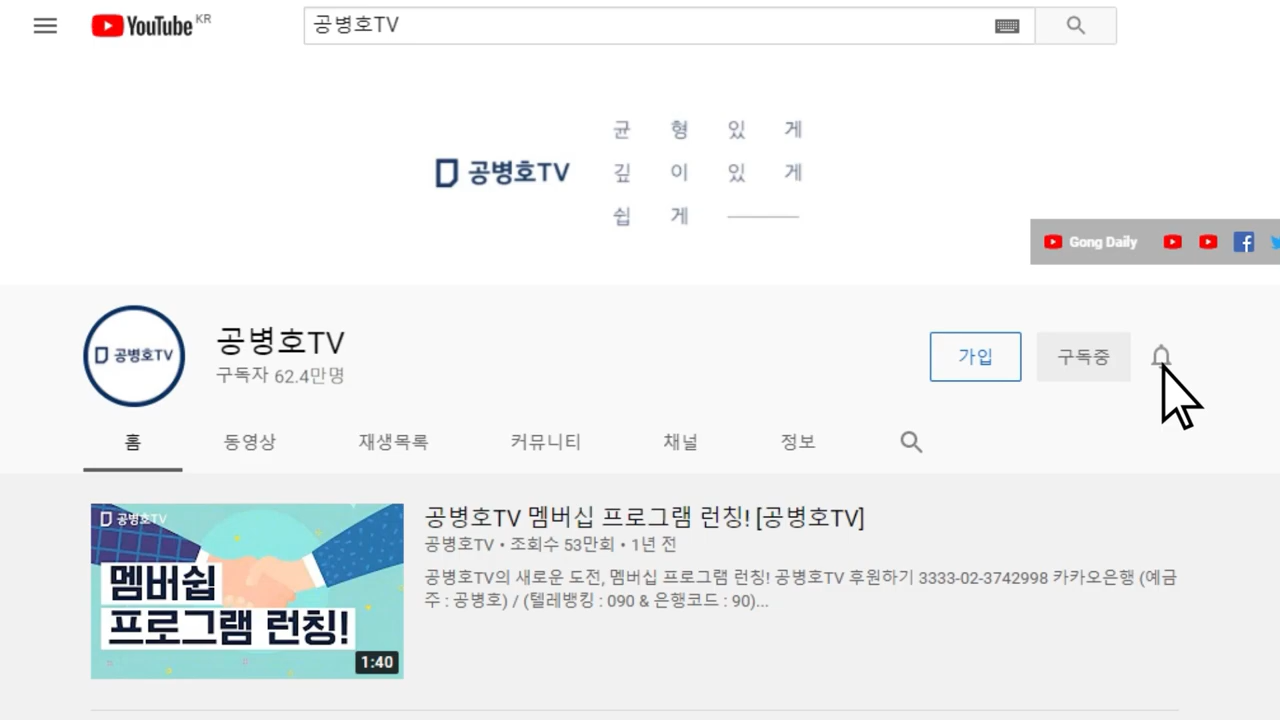 YouTube KR
공병호TV
균 형 있 게
공병호TV
깊 이 있 게
쉽 게
Gong Daily
공병호TV
공병호TV
구독자 62.4만명
가입
구독중
홈 동영상 재생목록 커뮤니티 채널 정보
공병호TV
멤버쉽
프로그램 런칭!
1:40
공병호TV 멤버십 프로그램 런칭! [공병호TV]
공병호TV • 조회수 53만회 • 1년 전
공병호TV의 새로운 도전, 멤버십 프로그램 런칭! 공병호TV 후원하기 3333-02-3742998 카카오은행 (예금
주 : 공병호) / (텔레뱅킹 : 090 & 은행코드 : 90)...